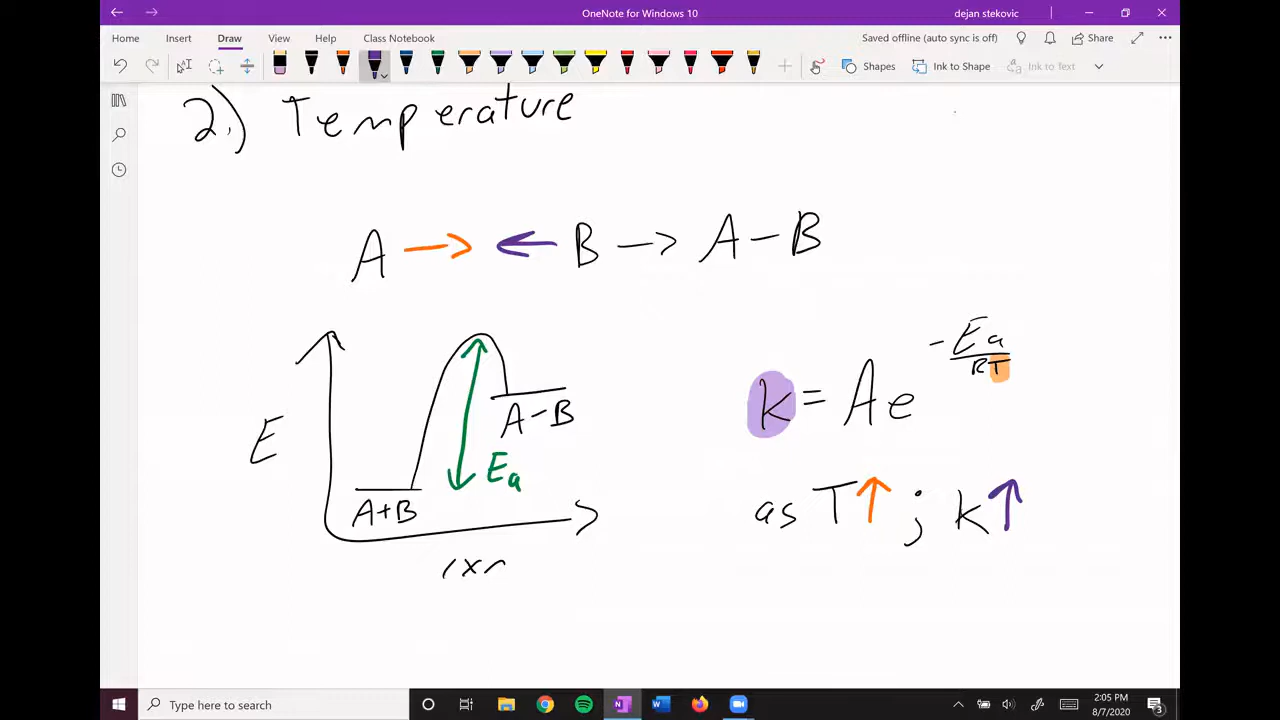 OneNote for Windows 10
dejan stekovic
Home Insert Draw View Help Class Notebook
Saved offline (auto sync is off)
Share
Shapes
Ink to Shape
Ink to Text
2.) Temperature
A → ← B → A - B
E
A - B
Ea
A+B
rxn
k = Ae^-Ea/RT
as T↑ ; k↑
Type here to search
2:05 PM
8/7/2020
3